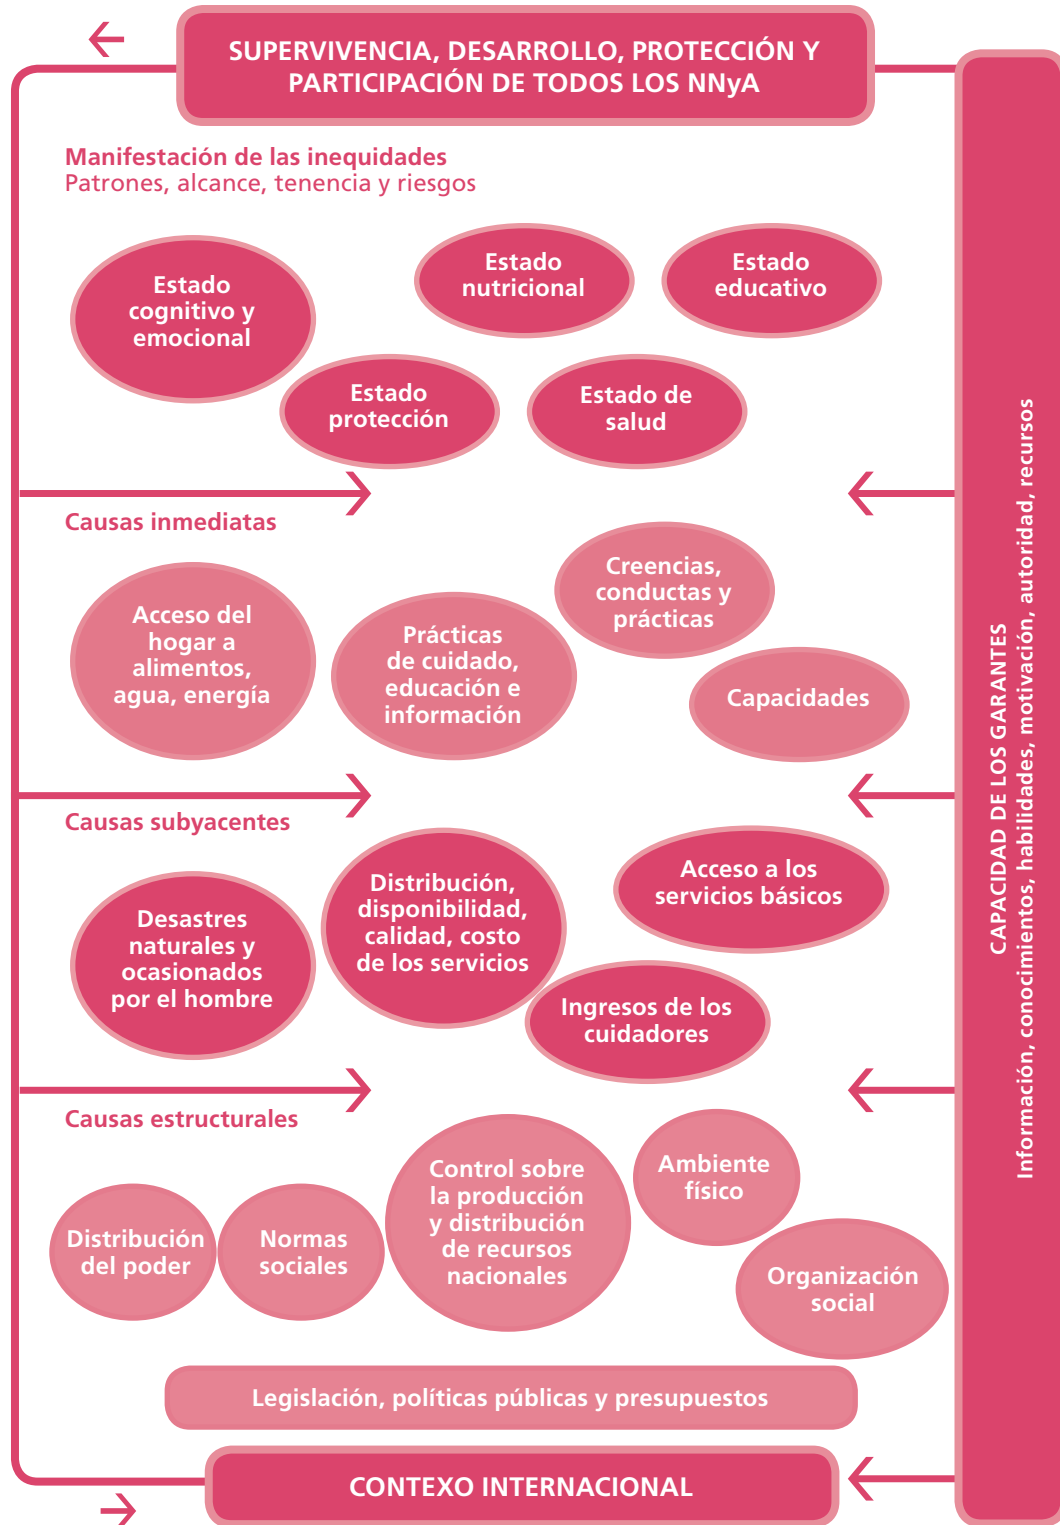 SUPERVIVENCIA, DESARROLLO, PROTECCIÓN Y
PARTICIPACIÓN DE TODOS LOS NNyA
Manifestación de las inequidades
Patrones, alcance, tenencia y riesgos
Estado
cognitivo y
emocional
Estado
nutricional
Estado
educativo
Estado
protección
Estado de
salud
Causas inmediatas
Acceso del
hogar a
alimentos,
agua, energía
Prácticas
de cuidado,
educación e
información
Creencias,
conductas y
prácticas
Capacidades
Causas subyacentes
Desastres
naturales y
ocasionados
por el hombre
Distribución,
disponibilidad,
calidad, costo
de los servicios
Acceso a los
servicios básicos
Ingresos de los
cuidadores
Causas estructurales
Distribución
del poder
Normas
sociales
Control sobre
la producción
y distribución
de recursos
nacionales
Ambiente
físico
Organización
social
Legislación, políticas públicas y presupuestos
CONTEXO INTERNACIONAL
CAPACIDAD DE LOS GARANTES
Información, conocimientos, habilidades, motivación, autoridad, recursos